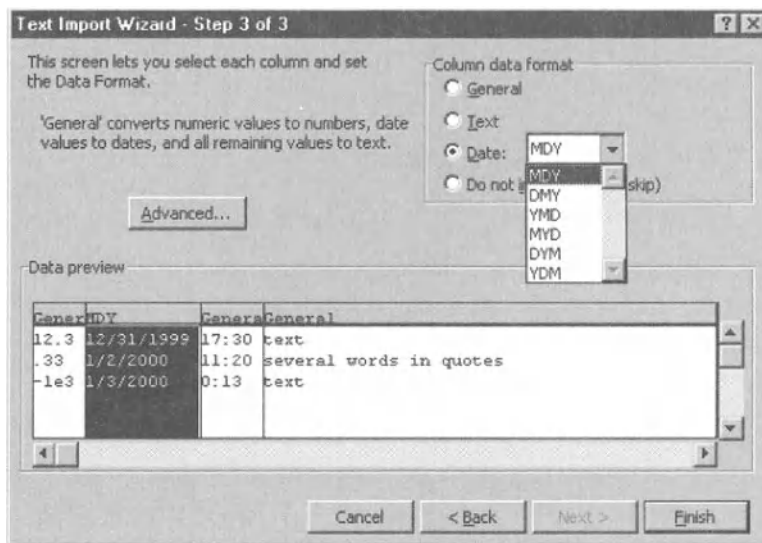 Text Import Wizard - Step 3 of 3
This screen lets you select each column and set
the Data Format.
'General' converts numeric values to numbers, date
values to dates, and all remaining values to text.
Advanced...
Column data format
General
Text
Date: MDY
Do not i skip)
MDY
DMY
YMD
MYD
DYM
YDM
Data preview
Gener MDY Genera General
12.3 12/31/1999 17:30 text
.33 1/2/2000 11:20 several words in quotes
-1e3 1/3/2000 0:13 text
Cancel < Back Next > Finish